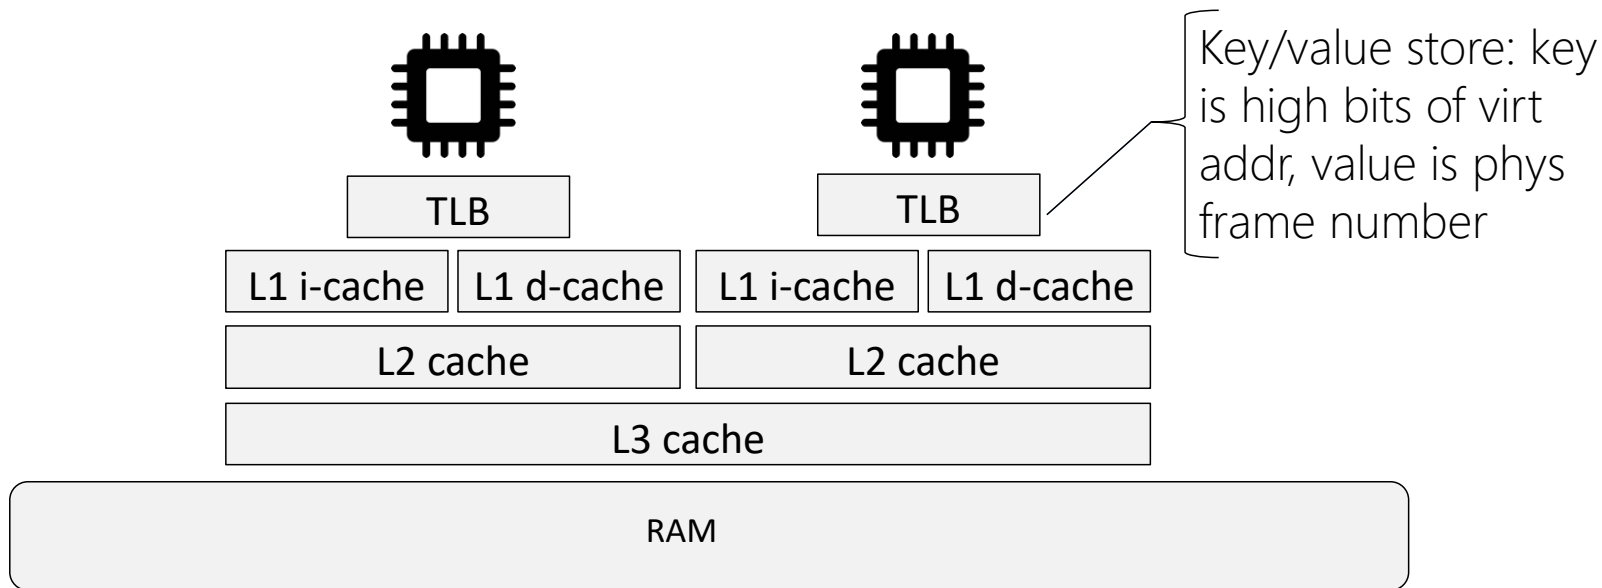 Key/value store: key
is high bits of virt
addr, value is phys
frame number
TLB
TLB
L1 i-cache
L1 d-cache
L1 i-cache
L1 d-cache
L2 cache
L2 cache
L3 cache
RAM